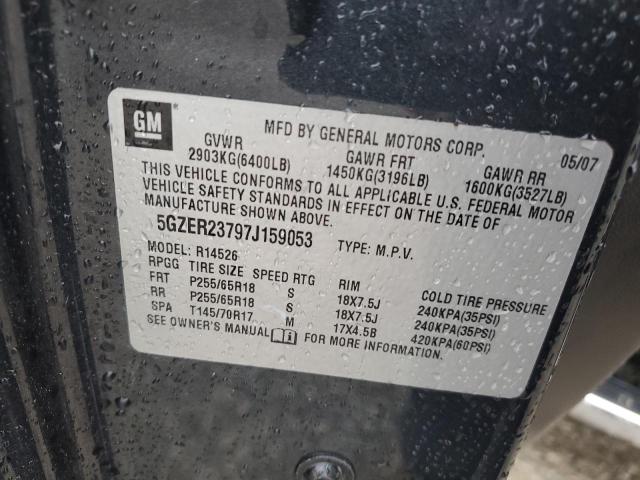 GM
MFD BY GENERAL MOTORS CORP. 05/07
GVWR GAWR FRT GAWR RR
2903KG(6400LB) 1450KG(3196LB) 1600KG(3527LB)
THIS VEHICLE CONFORMS TO ALL APPLICABLE U.S. FEDERAL MOTOR
VEHICLE SAFETY STANDARDS IN EFFECT ON THE DATE OF
MANUFACTURE SHOWN ABOVE.
5GZER23797J159053 TYPE: M.P.V.
MODEL: R14526
RPGG TIRE SIZE SPEED RTG RIM COLD TIRE PRESSURE
FRT P255/65R18 S 18X7.5J 240KPA(35PSI)
RR P255/65R18 S 18X7.5J 240KPA(35PSI)
SPA T145/70R17 M 17X4.5B 420KPA(60PSI)
SEE OWNER'S MANUAL FOR MORE INFORMATION.